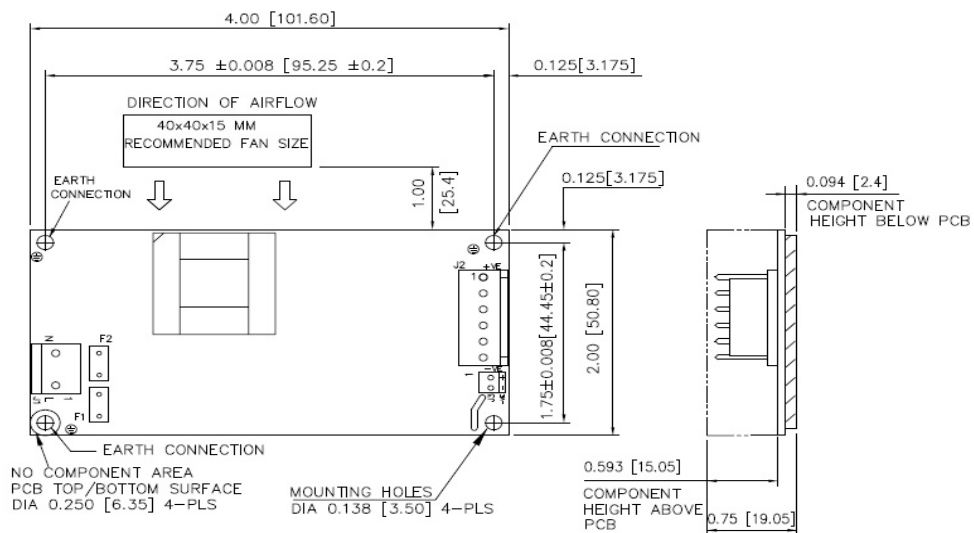 4.00 [101.60]
3.75 ±0.008 [95.25 ±0.2]
0.125[3.175]
DIRECTION OF AIRFLOW
40x40x15 MM
RECOMMENDED FAN SIZE
EARTH CONNECTION
EARTH
CONNECTION
1.00
[25.4]
0.125[3.175]
0.094 [2.4]
COMPONENT
HEIGHT BELOW PCB
J2
+VE
1
1.75±0.008[44.45±0.2]
2.00 [50.80]
N
F2
J1
L
1
F1
-VE
1
J3
EARTH CONNECTION
NO COMPONENT AREA
PCB TOP/BOTTOM SURFACE
DIA 0.250 [6.35] 4-PLS
MOUNTING HOLES
DIA 0.138 [3.50] 4-PLS
0.593 [15.05]
COMPONENT
HEIGHT ABOVE
PCB
0.75 [19.05]